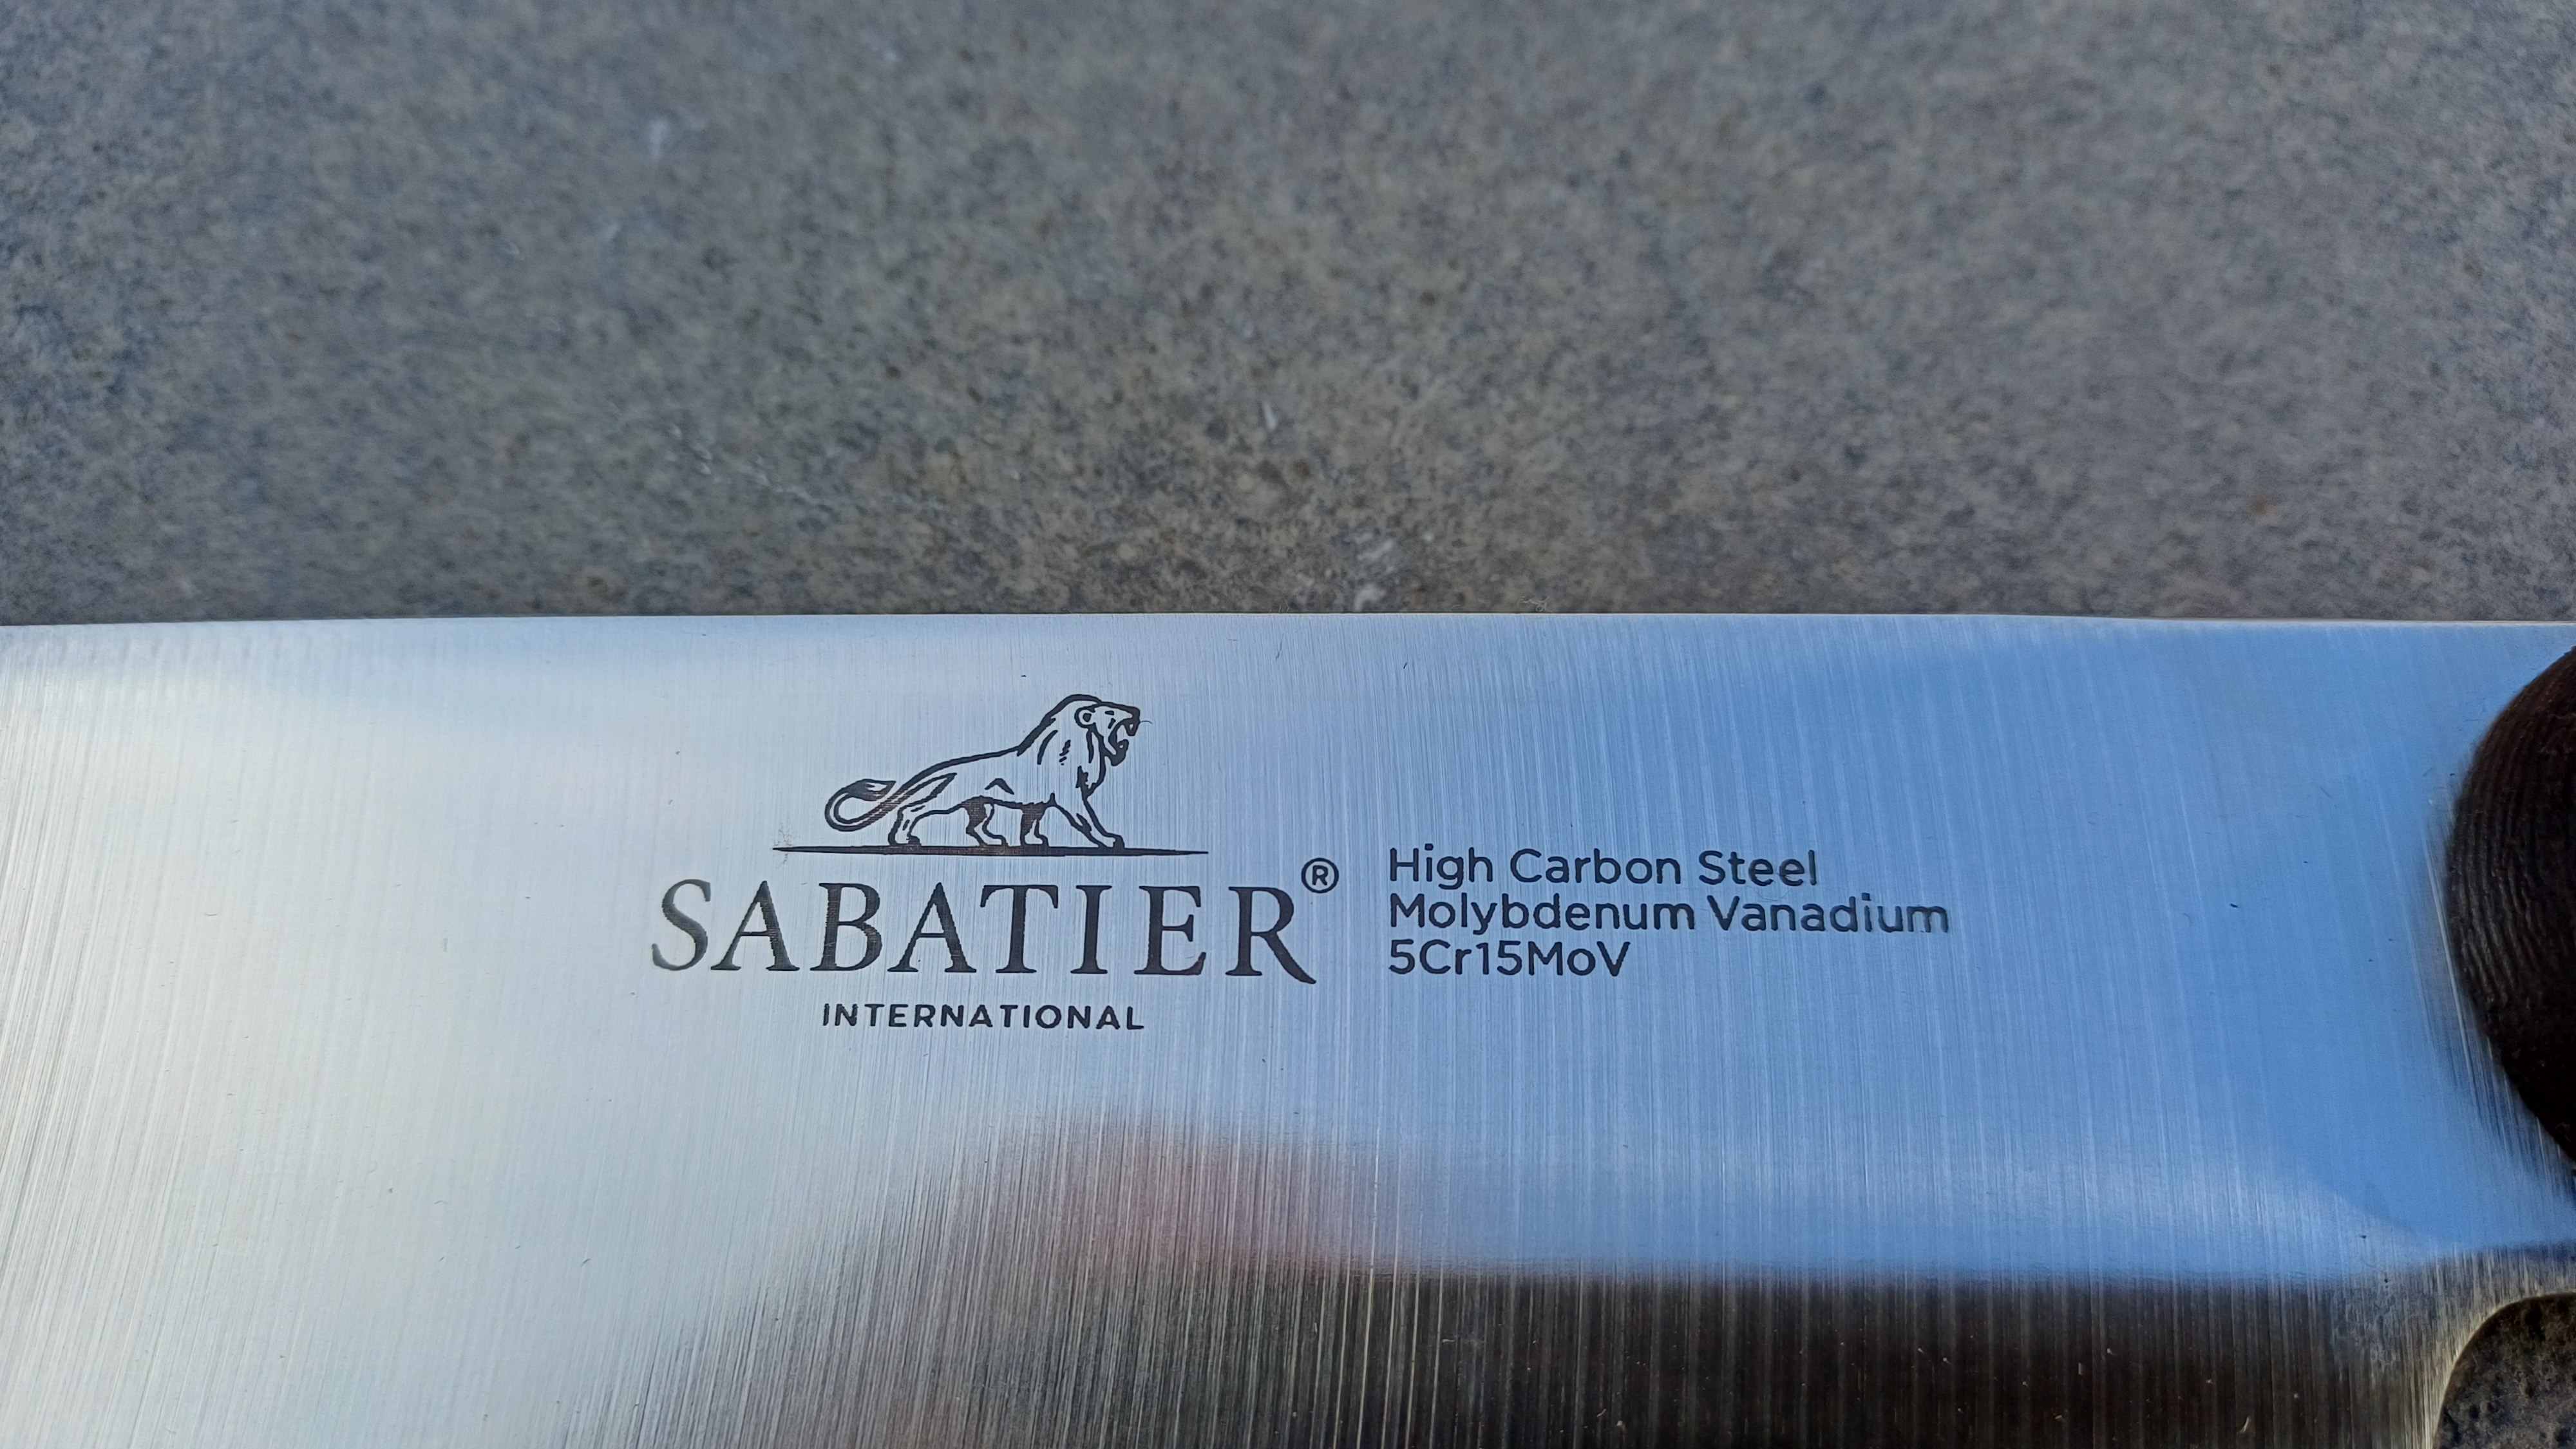 SABATIER®
INTERNATIONAL
High Carbon Steel
Molybdenum Vanadium
5Cr15MoV